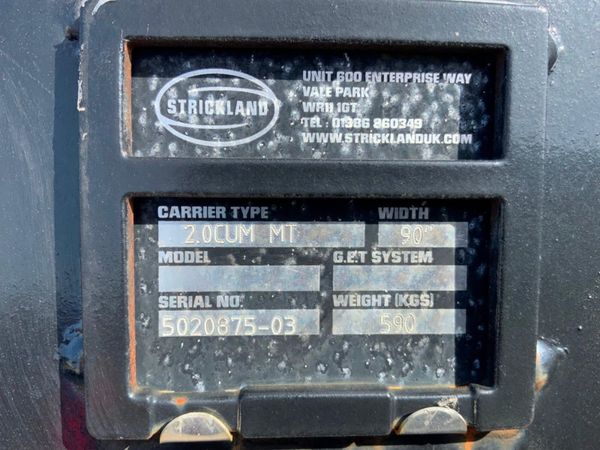 STRICKLAND
UNIT 600 ENTERPRISE WAY
VALE PARK
WR11 1GT
TEL : 01386 860349
WWW.STRICKLANDUK.COM
CARRIER TYPE WIDTH
2.0CUM MT 90"
MODEL G.E.T SYSTEM
SERIAL NO. WEIGHT (KGS)
5020875-03 590